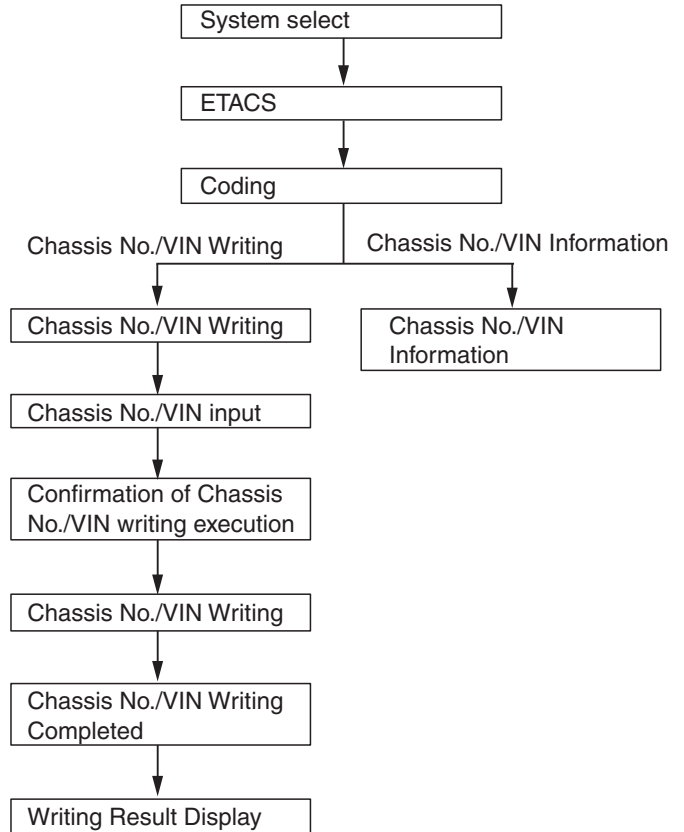 System select
ETACS
Coding
Chassis No./VIN Writing
Chassis No./VIN Information
Chassis No./VIN Writing
Chassis No./VIN
Information
Chassis No./VIN input
Confirmation of Chassis
No./VIN writing execution
Chassis No./VIN Writing
Chassis No./VIN Writing
Completed
Writing Result Display